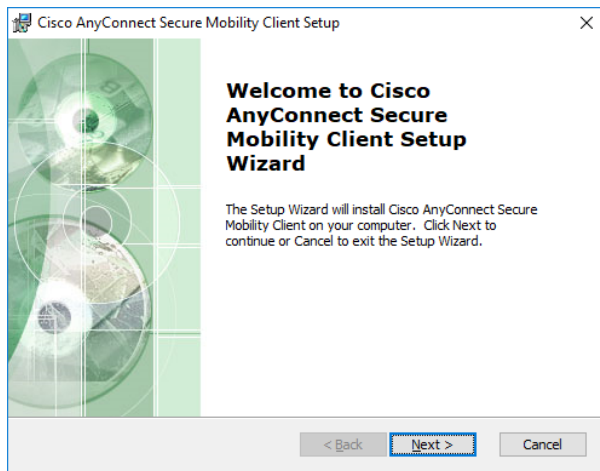 Cisco AnyConnect Secure Mobility Client Setup
Welcome to Cisco
AnyConnect Secure
Mobility Client Setup
Wizard
The Setup Wizard will install Cisco AnyConnect Secure
Mobility Client on your computer. Click Next to
continue or Cancel to exit the Setup Wizard.
< Back
Next >
Cancel